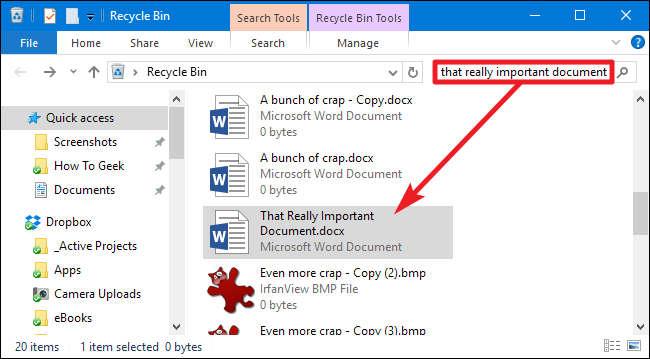 Recycle Bin
Search Tools
Recycle Bin Tools
File
Home
Share
View
Search
Manage
Recycle Bin
that really important document
Quick access
Screenshots
How To Geek
Documents
Dropbox
_Active Projects
Apps
Camera Uploads
eBooks
A bunch of crap - Copy.docx
Microsoft Word Document
0 bytes
A bunch of crap.docx
Microsoft Word Document
0 bytes
That Really Important
Document.docx
Microsoft Word Document
Even more crap - Copy (2).bmp
IrfanView BMP File
0 bytes
Even more crap - Copy (3).bmp
20 items
1 item selected 0 bytes